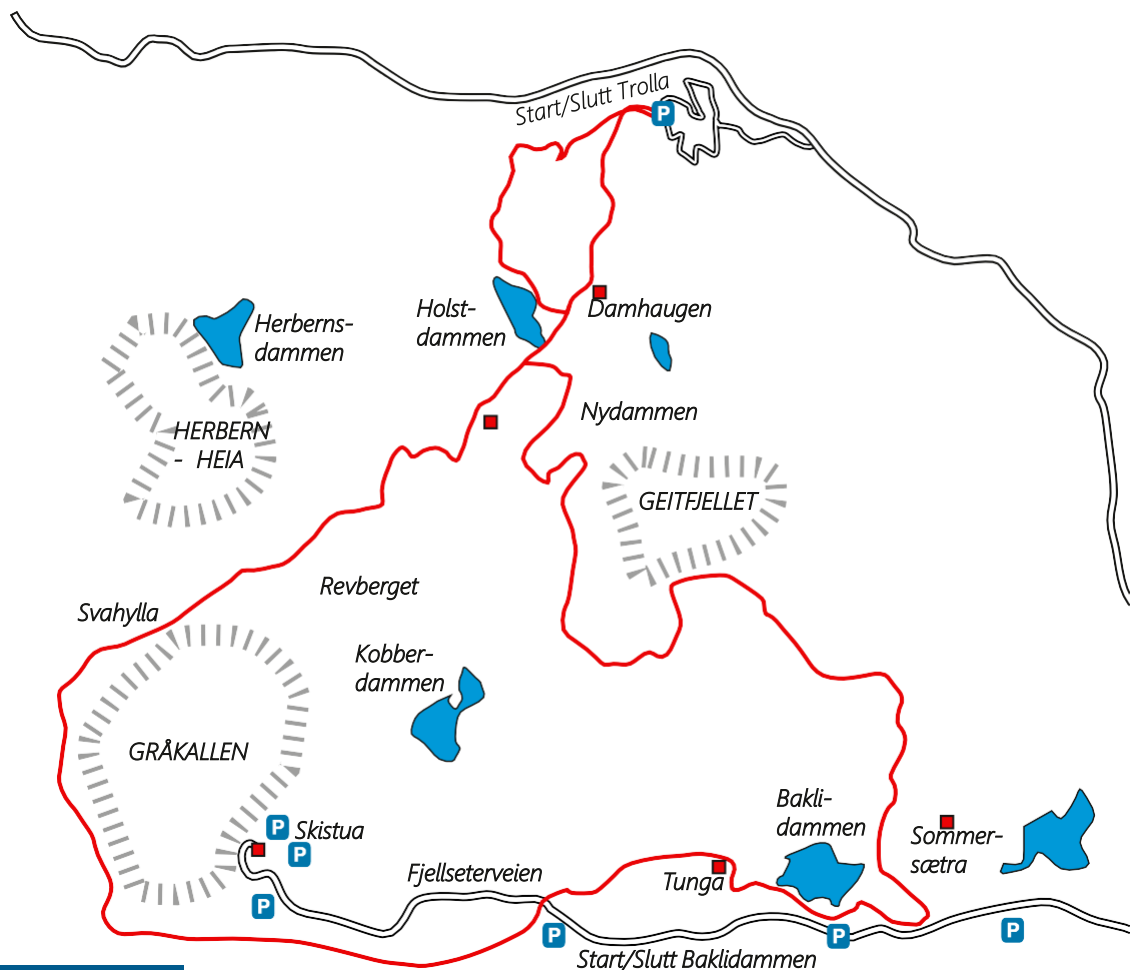 Start/Slutt Trolla
P
Holst-
dammen
Damhaugen
Herberns-
dammen
Nydammen
HERBERN
- HEIA
GEITFJELLET
Revberget
Svahylla
Kobber-
dammen
GRÅKALLEN
P
Skistua
P
Bakli-
dammen
Sommer-
sætra
Fjellseterveien
Tunga
P
P
P
P
Start/Slutt Baklidammen